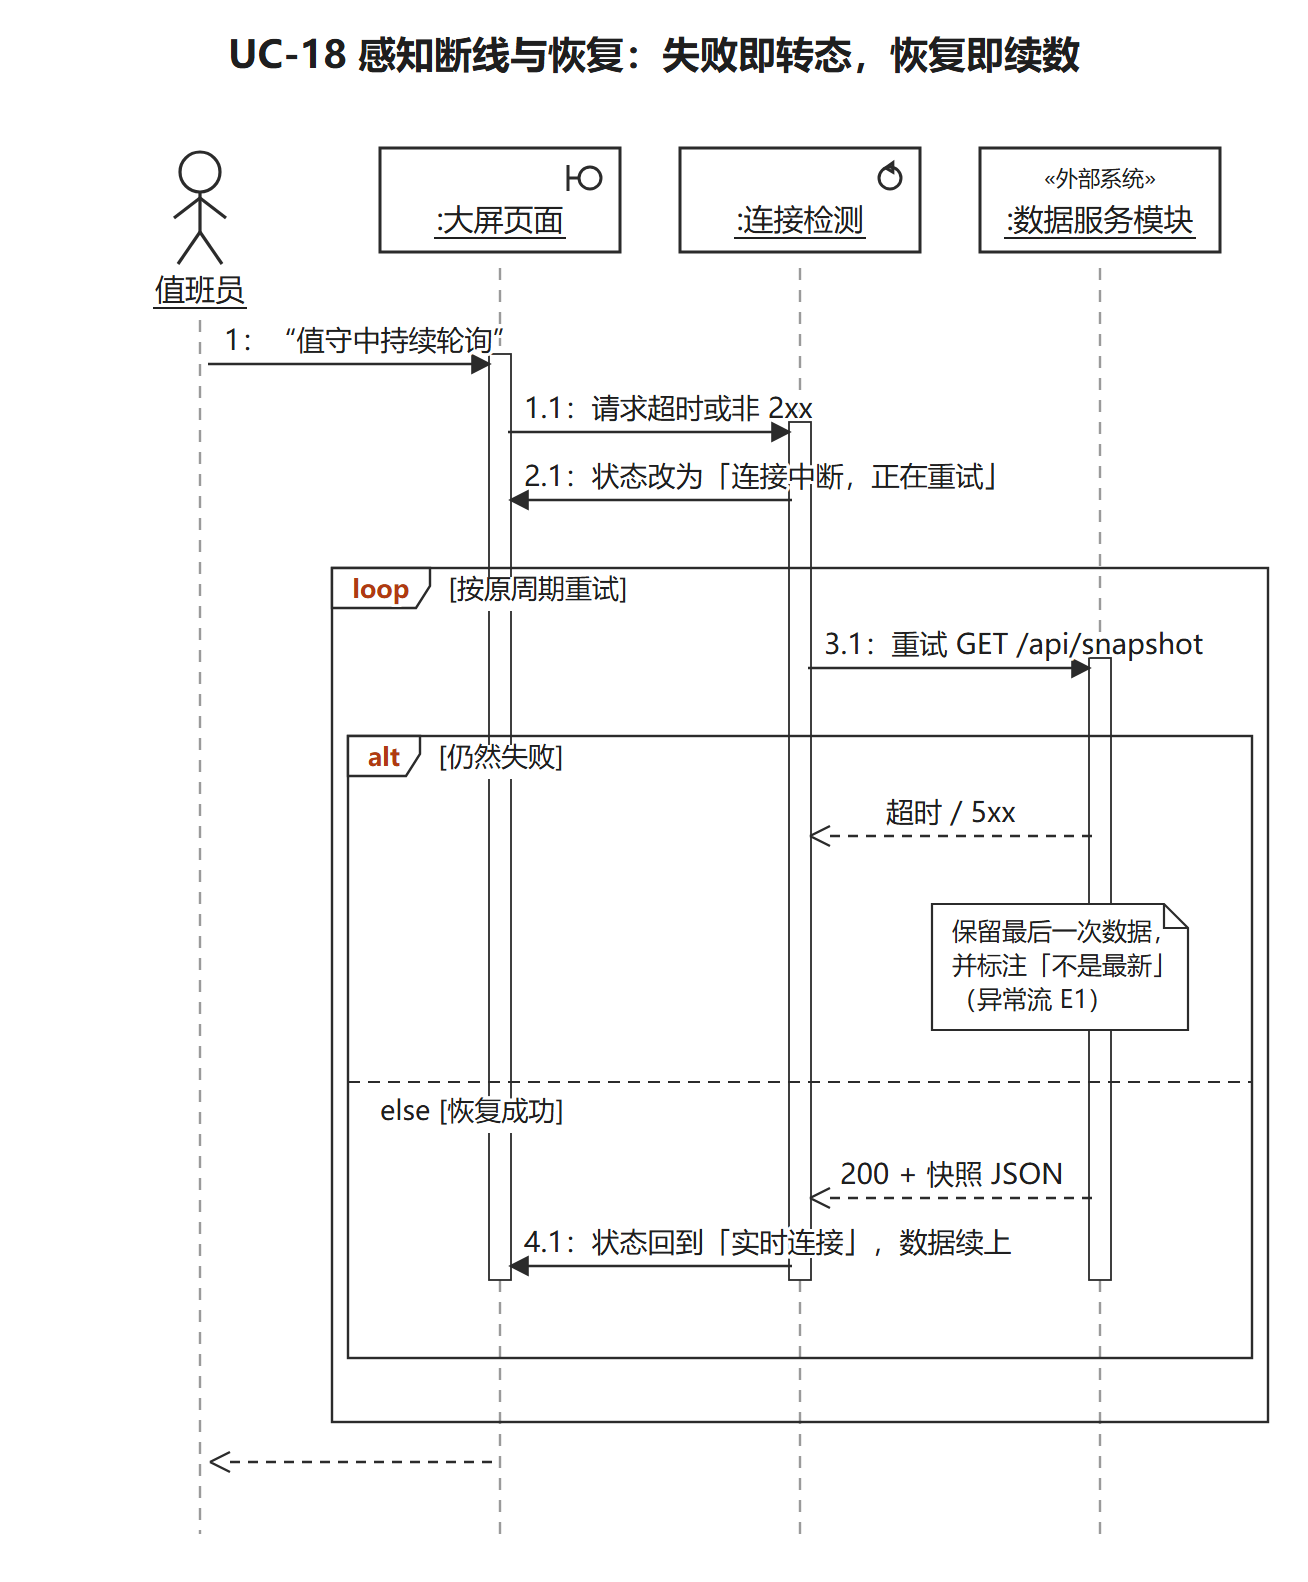 UC-18 感知断线与恢复：失败即转态，恢复即续数
值班员
:大屏页面
:连接检测
«外部系统»
:数据服务模块
1： “值守中持续轮询”
1.1：请求超时或非 2xx
2.1：状态改为「连接中断，正在重试」
loop [按原周期重试]
3.1：重试 GET /api/snapshot
alt [仍然失败]
超时 / 5xx
保留最后一次数据，
并标注「不是最新」
（异常流 E1）
else [恢复成功]
200 + 快照 JSON
4.1：状态回到「实时连接」，数据续上